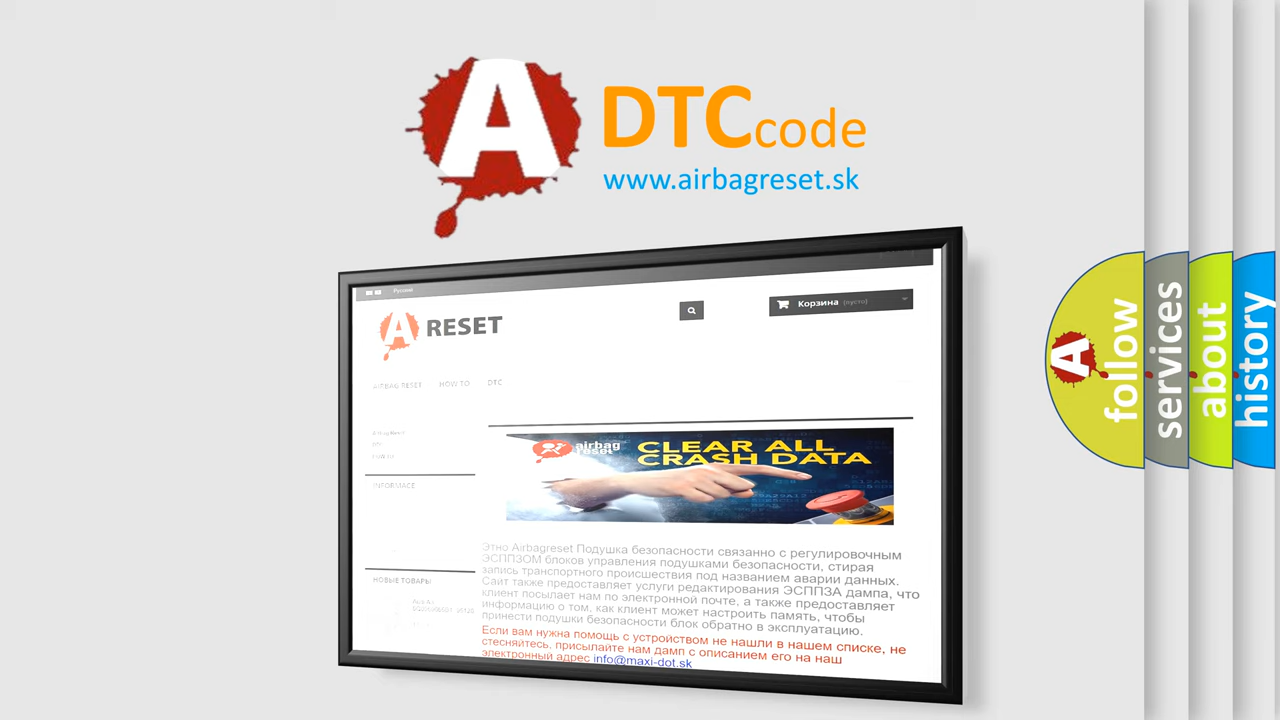 A
DTC code
www.airbagreset.sk
Русский
A RESET
Корзина (пусто)
AIRBAG RESET HOW TO DTC
airbag reset
CLEAR ALL
CRASH DATA
INFORMACE
НОВЫЕ ТОВАРЫ
Этно Airbagreset Подушка безопасности связанно с регулировочным
ЭСППЗОМ блоков управления подушками безопасности, стирая
запись транспортного происшествия под названием аварии данных.
Сайт также предоставляет услуги редактирования ЭСППЗА дампа, что
клиент посылает нам по электронной почте, а также предоставляет
информацию о том, как клиент может настроить память, чтобы
принести подушки безопасности блок обратно в эксплуатацию.
Если вам нужна помощь с устройством не нашли в нашем списке, не
стесняйтесь, присылайте нам дамп с описанием его на наш
электронный адрес info@maxi-dot.sk
A
follow
services
about
history